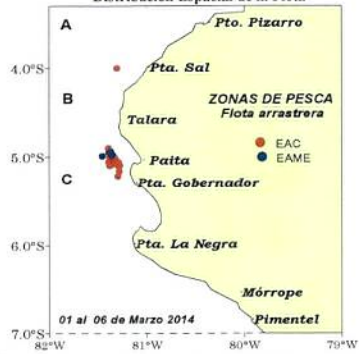 A
Pto. Pizarro
4.0°S
Pta. Sal
B
ZONAS DE PESCA
Flota arrastrera
Talara
EAC
5.0°S
Paita
EAME
C
Pta. Gobernador
6.0°S
Pta. La Negra
Mórrope
01 al 06 de Marzo 2014
Pimentel
7.0°S
82°W
81°W
80°W
79°W